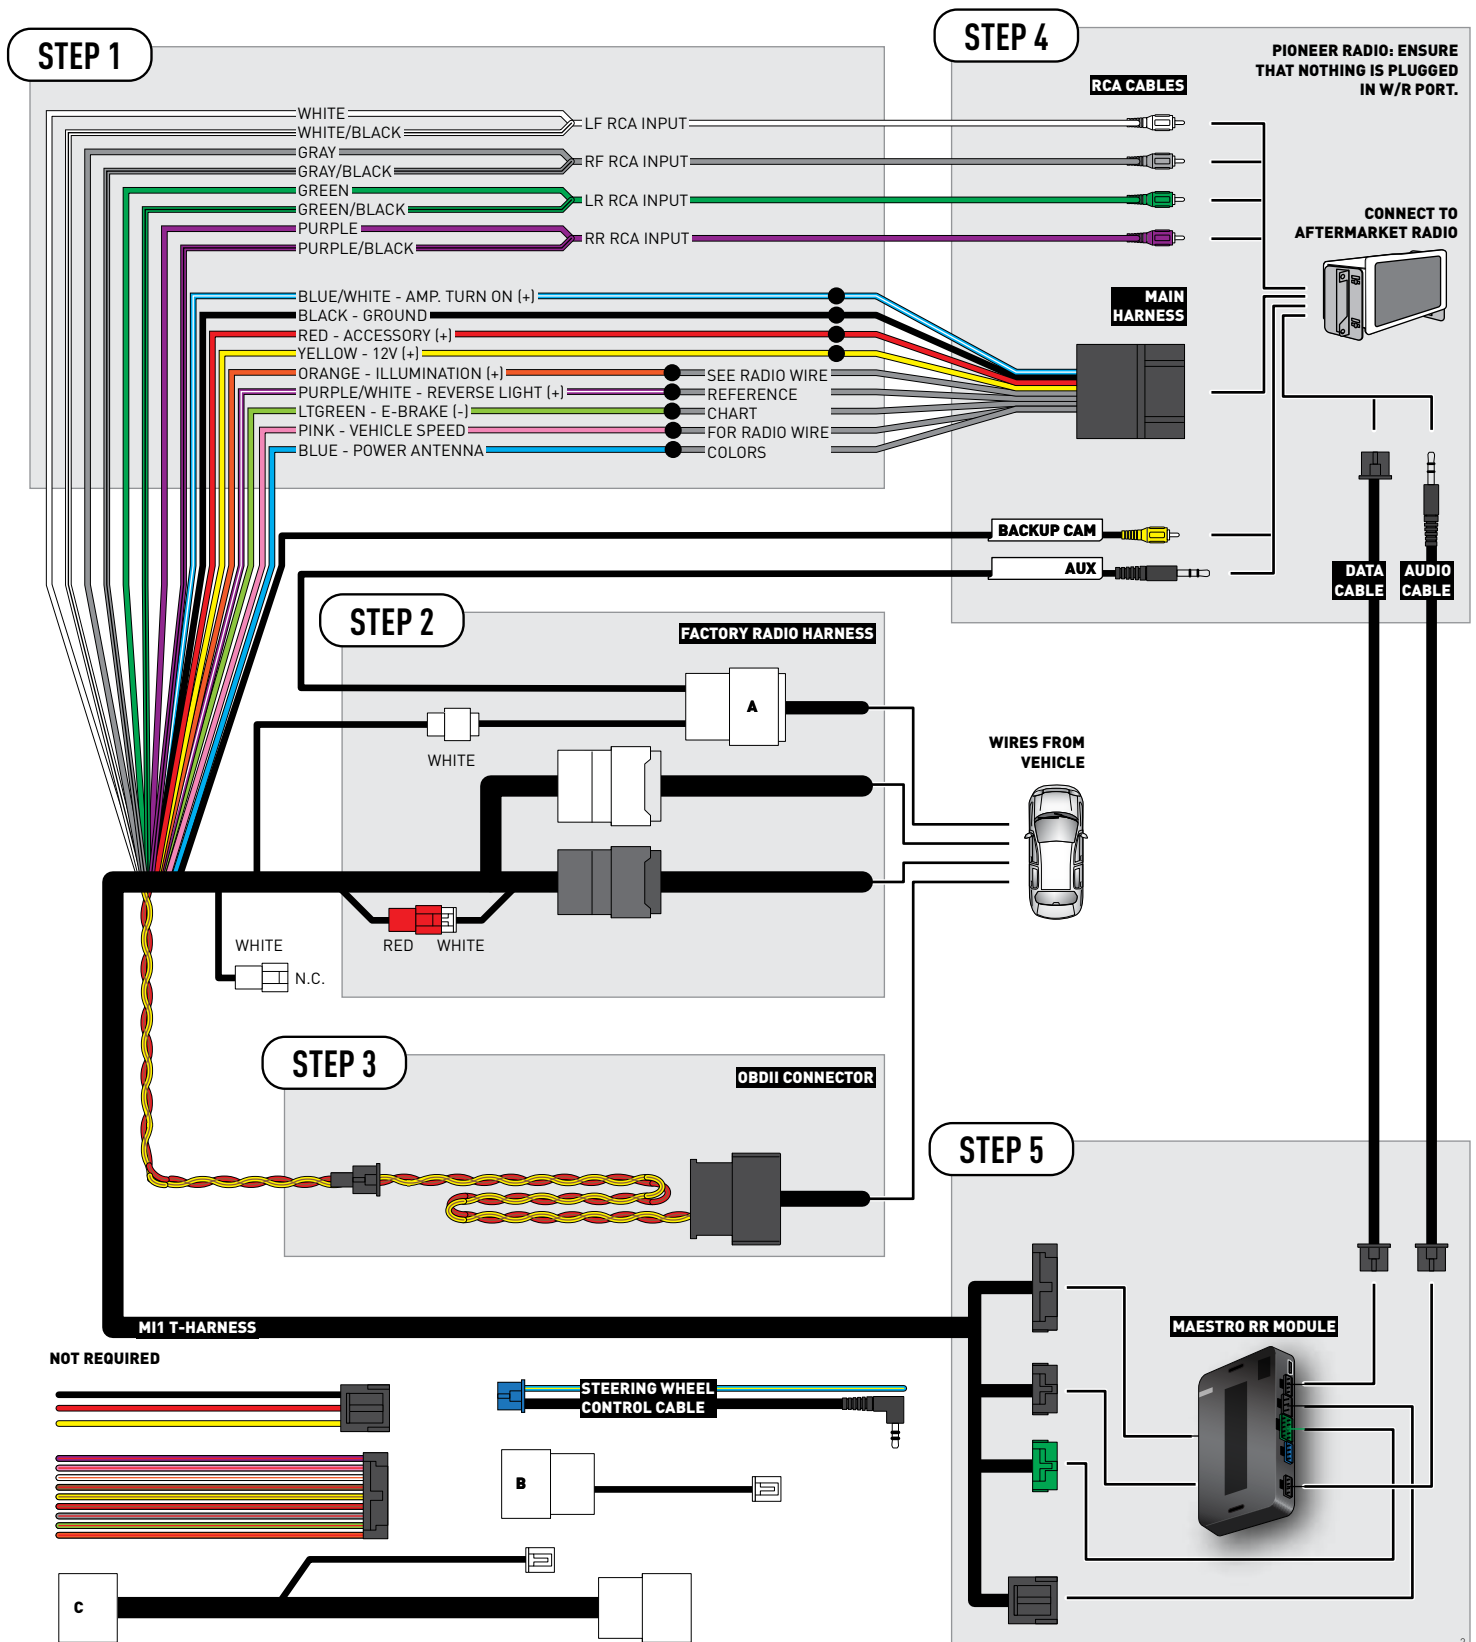 STEP 1
WHITE
WHITE/BLACK
LF RCA INPUT
GRAY
GRAY/BLACK
RF RCA INPUT
GREEN
GREEN/BLACK
LR RCA INPUT
PURPLE
PURPLE/BLACK
RR RCA INPUT
BLUE/WHITE - AMP. TURN ON (+)
BLACK - GROUND
RED - ACCESSORY (+)
YELLOW - 12V (+)
ORANGE - ILLUMINATION (+)
PURPLE/WHITE - REVERSE LIGHT (+)
LTGREEN - E-BRAKE (-)
PINK - VEHICLE SPEED
BLUE - POWER ANTENNA
SEE RADIO WIRE
REFERENCE
CHART
FOR RADIO WIRE
COLORS
STEP 4
PIONEER RADIO: ENSURE
THAT NOTHING IS PLUGGED
IN W/R PORT.
RCA CABLES
CONNECT TO
AFTERMARKET RADIO
MAIN
HARNESS
BACKUP CAM
AUX
DATA
CABLE
AUDIO
CABLE
STEP 2
FACTORY RADIO HARNESS
A
WHITE
RED
WHITE
WHITE
N.C.
WIRES FROM
VEHICLE
STEP 3
OBDII CONNECTOR
STEP 5
MAESTRO RR MODULE
MI1 T-HARNESS
NOT REQUIRED
STEERING WHEEL
CONTROL CABLE
B
C